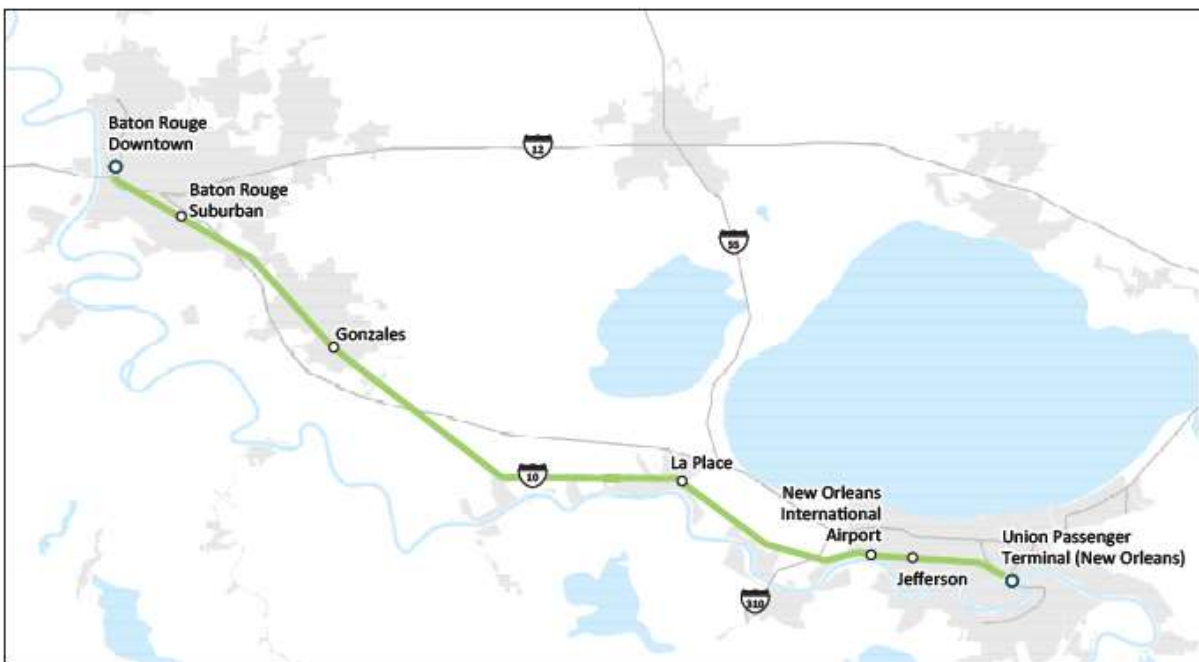 Baton Rouge
Downtown
12
Baton Rouge
Suburban
55
Gonzales
La Place
10
New Orleans
International
Airport
Union Passenger
Terminal (New Orleans)
Jefferson
310